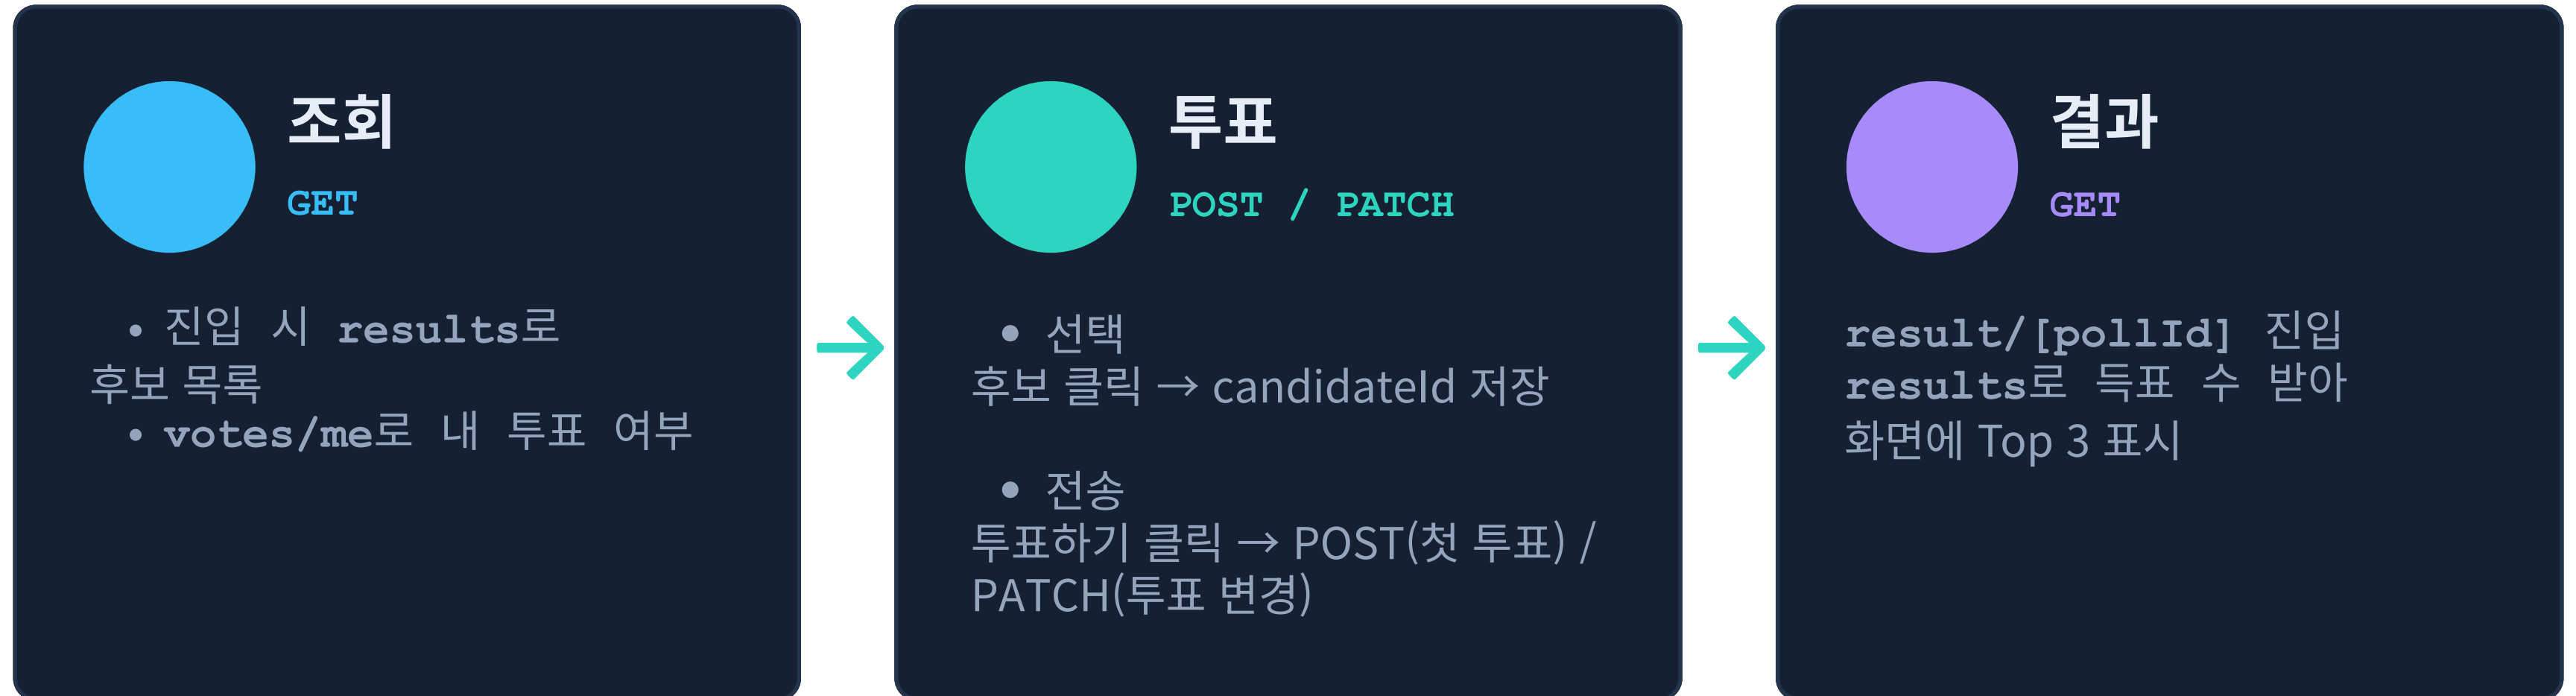 조회
GET
• 진입 시 results로
후보 목록
• votes/me로 내 투표 여부
→
투표
POST / PATCH
• 선택
후보 클릭 → candidateId 저장
• 전송
투표하기 클릭 → POST(첫 투표) /
PATCH(투표 변경)
→
결과
GET
result/[pollId] 진입
results로 득표 수 받아
화면에 Top 3 표시